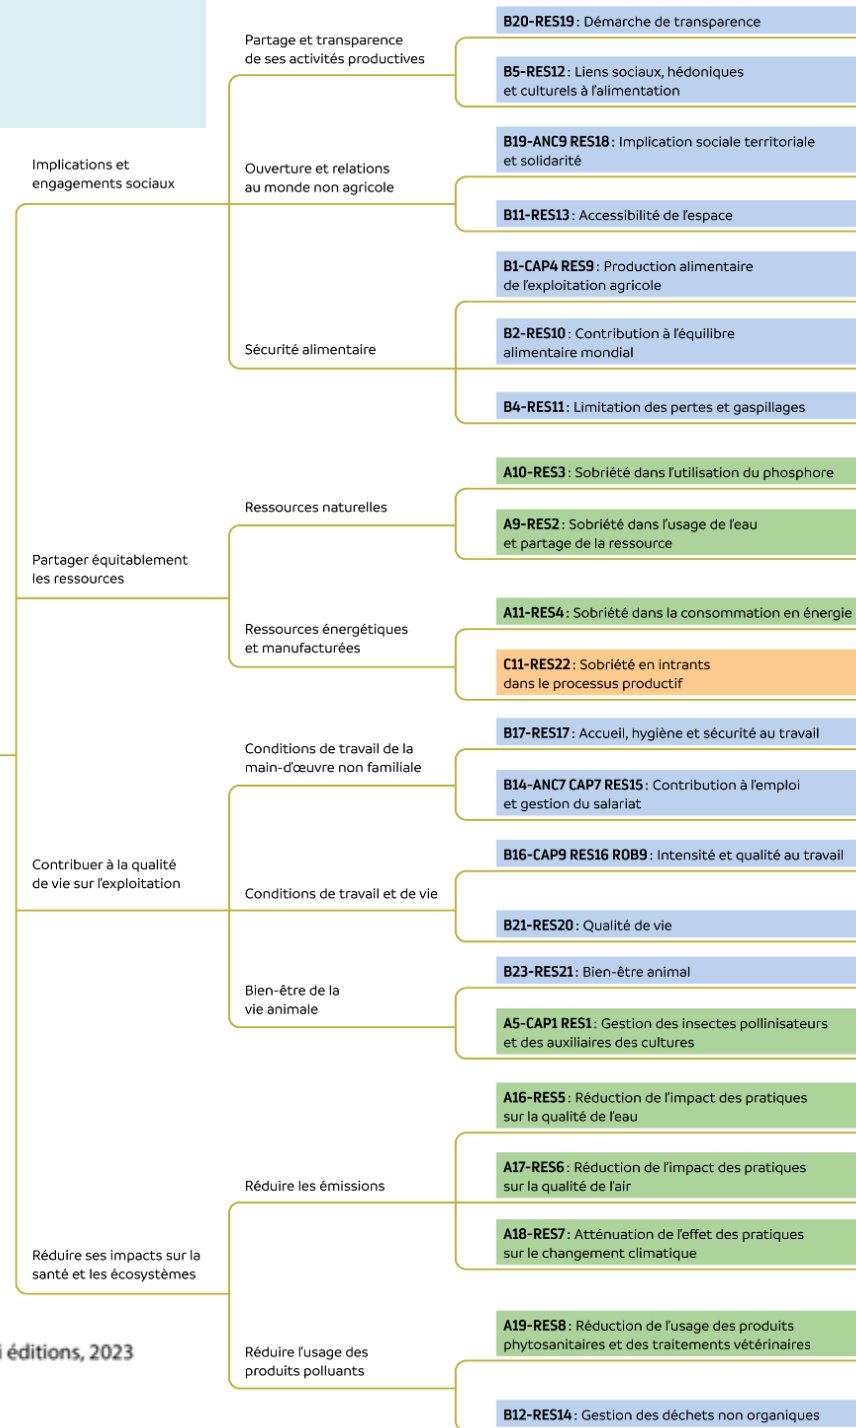 Implications et
engagements sociaux
Partage et transparence
de ses activités productives
B20-RES19 : Démarche de transparence
B5-RES12 : Liens sociaux, hédoniques
et culturels à l'alimentation
Ouverture et relations
au monde non agricole
B19-ANC9 RES18 : Implication sociale territoriale
et solidarité
B11-RES13 : Accessibilité de l'espace
Sécurité alimentaire
B1-CAP4 RES9 : Production alimentaire
de l'exploitation agricole
B2-RES10 : Contribution à l'équilibre
alimentaire mondial
B4-RES11 : Limitation des pertes et gaspillages
Partager équitablement
les ressources
Ressources naturelles
A10-RES3 : Sobriété dans l'utilisation du phosphore
A9-RES2 : Sobriété dans l'usage de l'eau
et partage de la ressource
Ressources énergétiques
et manufacturées
A11-RES4 : Sobriété dans la consommation en énergie
C11-RES22 : Sobriété en intrants
dans le processus productif
Contribuer à la qualité
de vie sur l'exploitation
Conditions de travail de la
main-d'œuvre non familiale
B17-RES17 : Accueil, hygiène et sécurité au travail
B14-ANC7 CAP7 RES15 : Contribution à l'emploi
et gestion du salariat
Conditions de travail et de vie
B16-CAP9 RES16 ROB9 : Intensité et qualité au travail
B21-RES20 : Qualité de vie
Bien-être de la
vie animale
B23-RES21 : Bien-être animal
A5-CAP1 RES1 : Gestion des insectes pollinisateurs
et des auxiliaires des cultures
Réduire ses impacts sur la
santé et les écosystèmes
Réduire les émissions
A16-RES5 : Réduction de l'impact des pratiques
sur la qualité de l'eau
A17-RES6 : Réduction de l'impact des pratiques
sur la qualité de l'air
A18-RES7 : Atténuation de l'effet des pratiques
sur le changement climatique
Réduire l'usage des
produits polluants
A19-RES8 : Réduction de l'usage des produits
phytosanitaires et des traitements vétérinaires
B12-RES14 : Gestion des déchets non organiques
i éditions, 2023